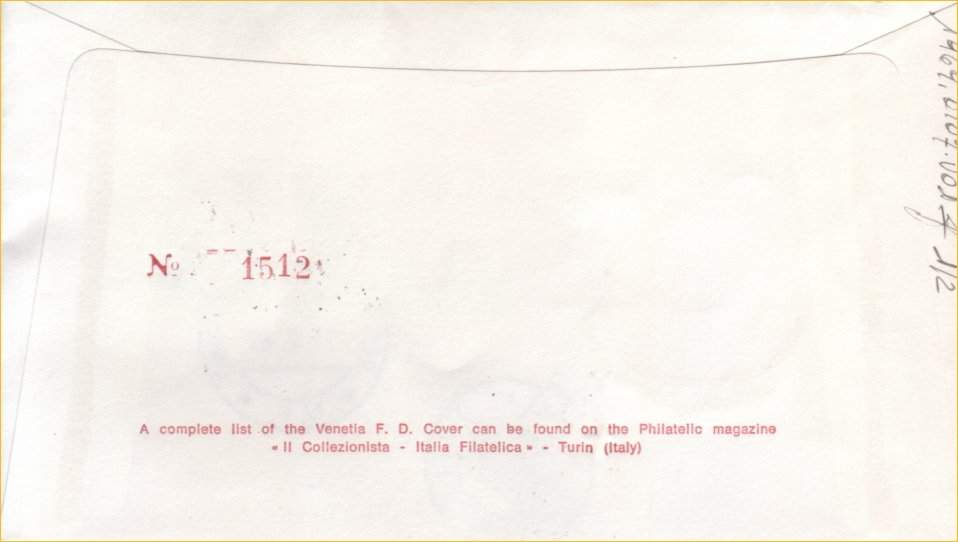 No 1512
A complete list of the Venetia F. D. Cover can be found on the Philatelic magazine
« Il Collezionista - Italia Filatelica » - Turin (Italy)